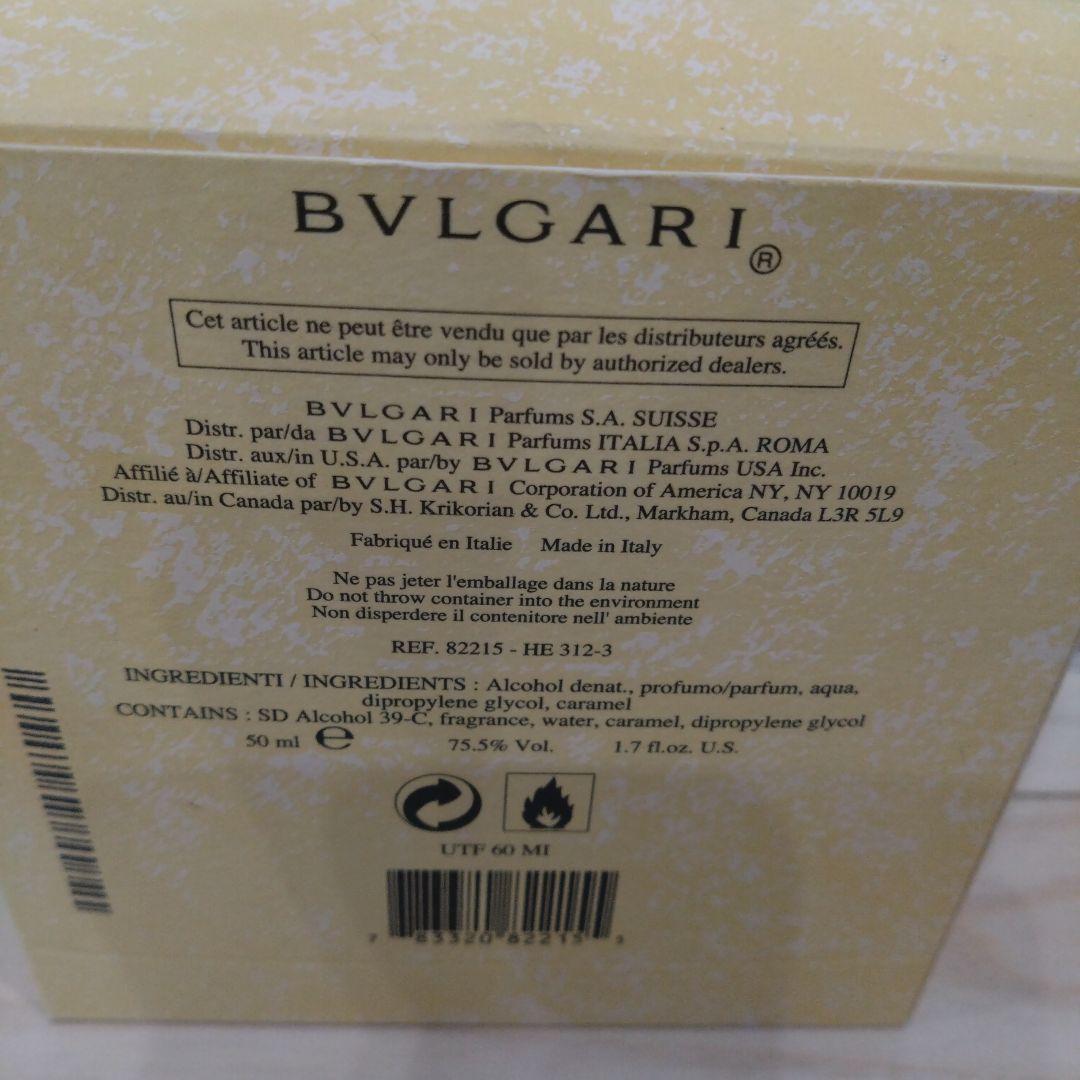 BVLGARI®
Cet article ne peut être vendu que par les distributeurs agréés.
This article may only be sold by authorized dealers.
BVLGARI Parfums S.A. SUISSE
Distr. par/da BVLGARI Parfums ITALIA S.p.A. ROMA
Distr. aux/in U.S.A. par/by BVLGARI Parfums USA Inc.
Affilié à/Affiliate of BVLGARI Corporation of America NY, NY 10019
Distr. au/in Canada par/by S.H. Krikorian & Co. Ltd., Markham, Canada L3R 5L9
Fabriqué en Italie Made in Italy
Ne pas jeter l'emballage dans la nature
Do not throw container into the environment
Non disperdere il contenitore nell' ambiente
REF. 82215 - HE 312-3
INGREDIENTI / INGREDIENTS : Alcohol denat., profumo/parfum, aqua,
dipropylene glycol, caramel
CONTAINS : SD Alcohol 39-C, fragrance, water, caramel, dipropylene glycol
50 ml ℮ 75.5% Vol. 1.7 fl.oz. U.S.
UTF 60 MI
7 83320 82215 3